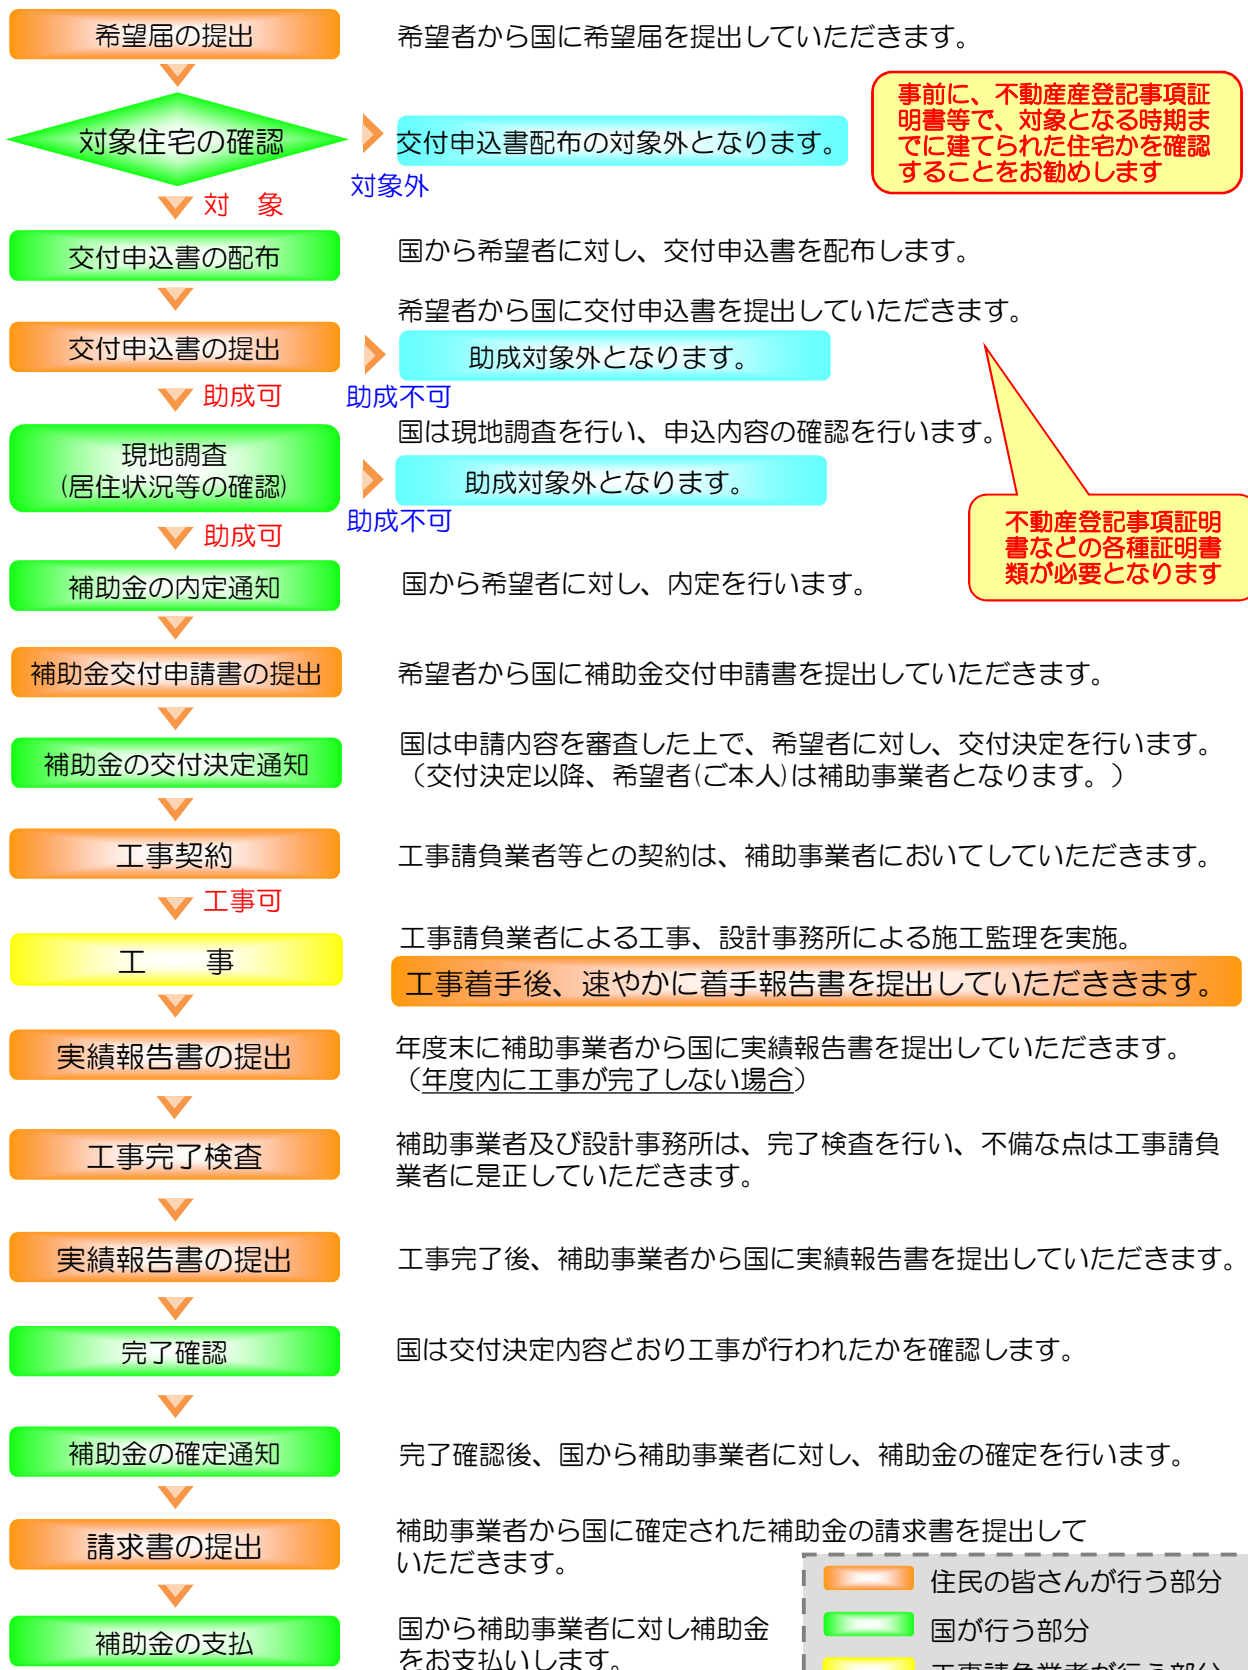 希望届の提出
希望者から国に希望届を提出していただきます。
事前に、不動産産登記事項証
明書等で、対象となる時期ま
でに建てられた住宅かを確認
することをお勧めします
対象住宅の確認
交付申込書配布の対象外となります。
対象外
対　象
交付申込書の配布
国から希望者に対し、交付申込書を配布します。
希望者から国に交付申込書を提出していただきます。
交付申込書の提出
助成対象外となります。
助成可
助成不可
国は現地調査を行い、申込内容の確認を行います。
現地調査
(居住状況等の確認)
助成対象外となります。
助成不可
助成可
不動産登記事項証明
書などの各種証明書
類が必要となります
補助金の内定通知
国から希望者に対し、内定を行います。
補助金交付申請書の提出
希望者から国に補助金交付申請書を提出していただきます。
補助金の交付決定通知
国は申請内容を審査した上で、希望者に対し、交付決定を行います。
（交付決定以降、希望者(ご本人)は補助事業者となります。）
工事契約
工事請負業者等との契約は、補助事業者においてしていただきます。
工事可
工　　事
工事請負業者による工事、設計事務所による施工監理を実施。
工事着手後、速やかに着手報告書を提出していただききます。
実績報告書の提出
年度末に補助事業者から国に実績報告書を提出していただきます。
（年度内に工事が完了しない場合）
工事完了検査
補助事業者及び設計事務所は、完了検査を行い、不備な点は工事請負
業者に是正していただきます。
実績報告書の提出
工事完了後、補助事業者から国に実績報告書を提出していただきます。
完了確認
国は交付決定内容どおり工事が行われたかを確認します。
補助金の確定通知
完了確認後、国から補助事業者に対し、補助金の確定を行います。
請求書の提出
補助事業者から国に確定された補助金の請求書を提出して
いただきます。
補助金の支払
国から補助事業者に対し補助金
をお支払いします。
住民の皆さんが行う部分
国が行う部分
工事請負業者が行う部分